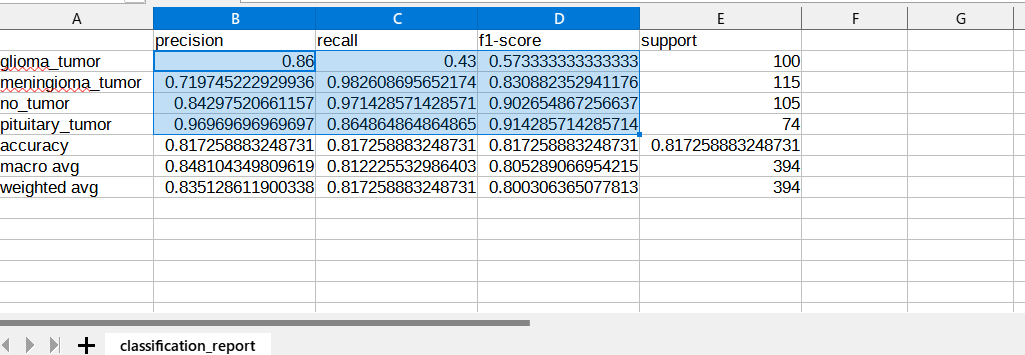 A B C D E F G
precision recall f1-score support
glioma_tumor 0.86 0.43 0.573333333333333 100
meningioma_tumor 0.719745222929936 0.982608695652174 0.830882352941176 115
no_tumor 0.84297520661157 0.971428571428571 0.902654867256637 105
pituitary_tumor 0.96969696969697 0.864864864864865 0.914285714285714 74
accuracy 0.817258883248731 0.817258883248731 0.817258883248731 0.817258883248731
macro avg 0.848104349809619 0.812225532986403 0.805289066954215 394
weighted avg 0.835128611900338 0.817258883248731 0.800306365077813 394
classification_report